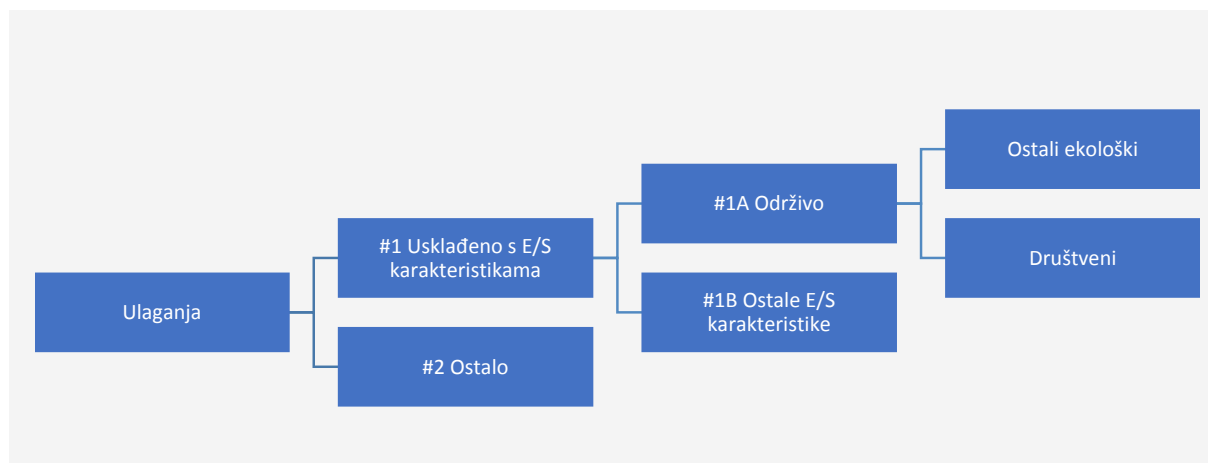 Ulaganja
#1 Usklađeno s E/S
karakteristikama
#2 Ostalo
#1A Održivo
#1B Ostale E/S
karakteristike
Ostali ekološki
Društveni